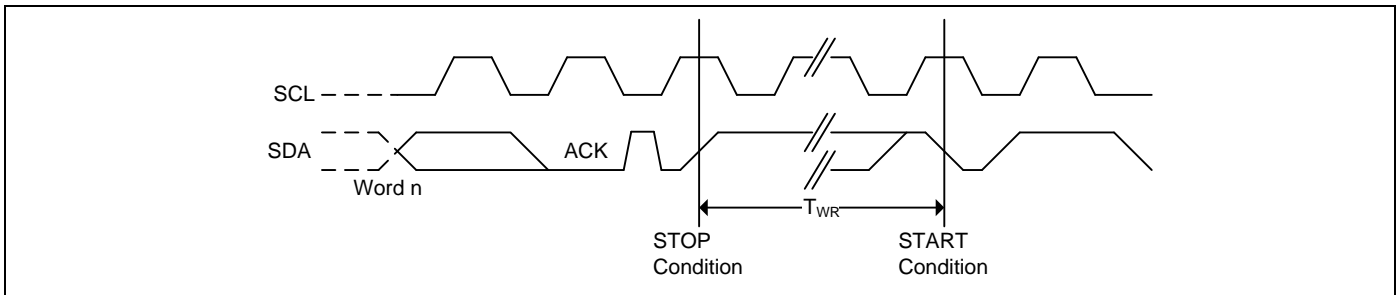 SCL
SDA
ACK
Word n
TWR
STOP
Condition
START
Condition